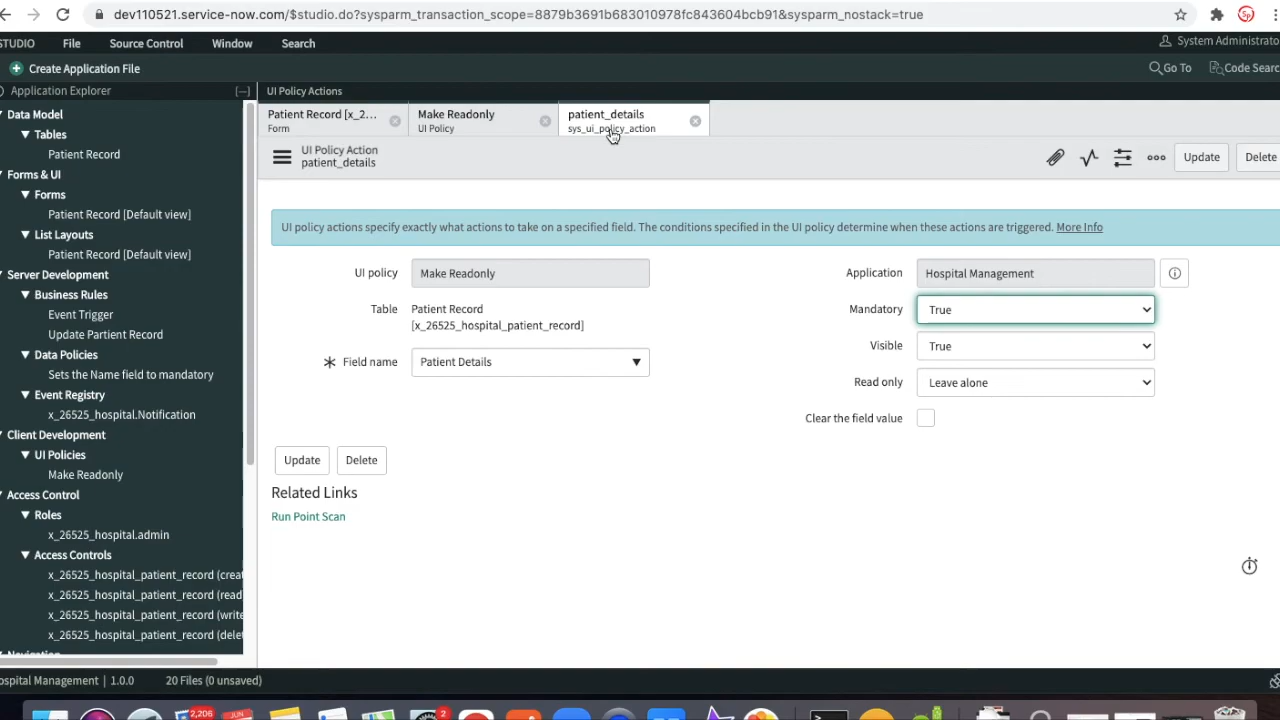 dev110521.service-now.com/$studio.do?sysparm_transaction_scope=8879b3691b683010978fc843604bcb91&sysparm_nostack=true
STUDIO File Source Control Window Search System Administrato
Create Application File Go To Code Searc
Application Explorer [—] UI Policy Actions
Data Model
Tables
Patient Record
Forms & UI
Forms
Patient Record [Default view]
List Layouts
Patient Record [Default view]
Server Development
Business Rules
Event Trigger
Update Partient Record
Data Policies
Sets the Name field to mandatory
Event Registry
x_26525_hospital.Notification
Client Development
UI Policies
Make Readonly
Access Control
Roles
x_26525_hospital.admin
Access Controls
x_26525_hospital_patient_record (crea
x_26525_hospital_patient_record (read
x_26525_hospital_patient_record (write
x_26525_hospital_patient_record (delet
Navigation
Patient Record [x_2...
Form
Make Readonly
UI Policy
patient_details
sys_ui_policy_action
UI Policy Action
patient_details
Update Delete
UI policy actions specify exactly what actions to take on a specified field. The conditions specified in the UI policy determine when these actions are triggered. More Info
UI policy Make Readonly
Table Patient Record
[x_26525_hospital_patient_record]
Field name Patient Details
Application Hospital Management
Mandatory True
Visible True
Read only Leave alone
Clear the field value
Update Delete
Related Links
Run Point Scan
ospital Management | 1.0.0 20 Files (0 unsaved)
2,206 JUN 2